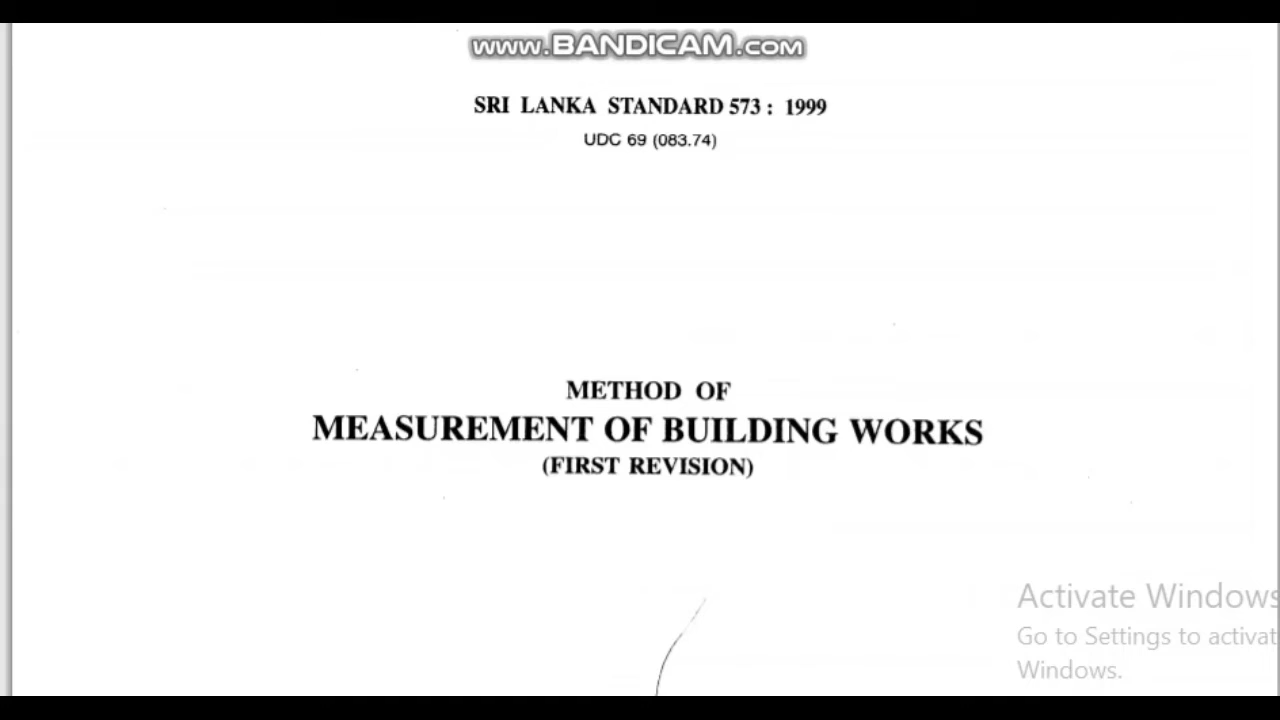 www.BANDICAM.com
SRI LANKA STANDARD 573 : 1999
UDC 69 (083.74)
METHOD OF
MEASUREMENT OF BUILDING WORKS
(FIRST REVISION)
Activate Windows
Go to Settings to activat
Windows.